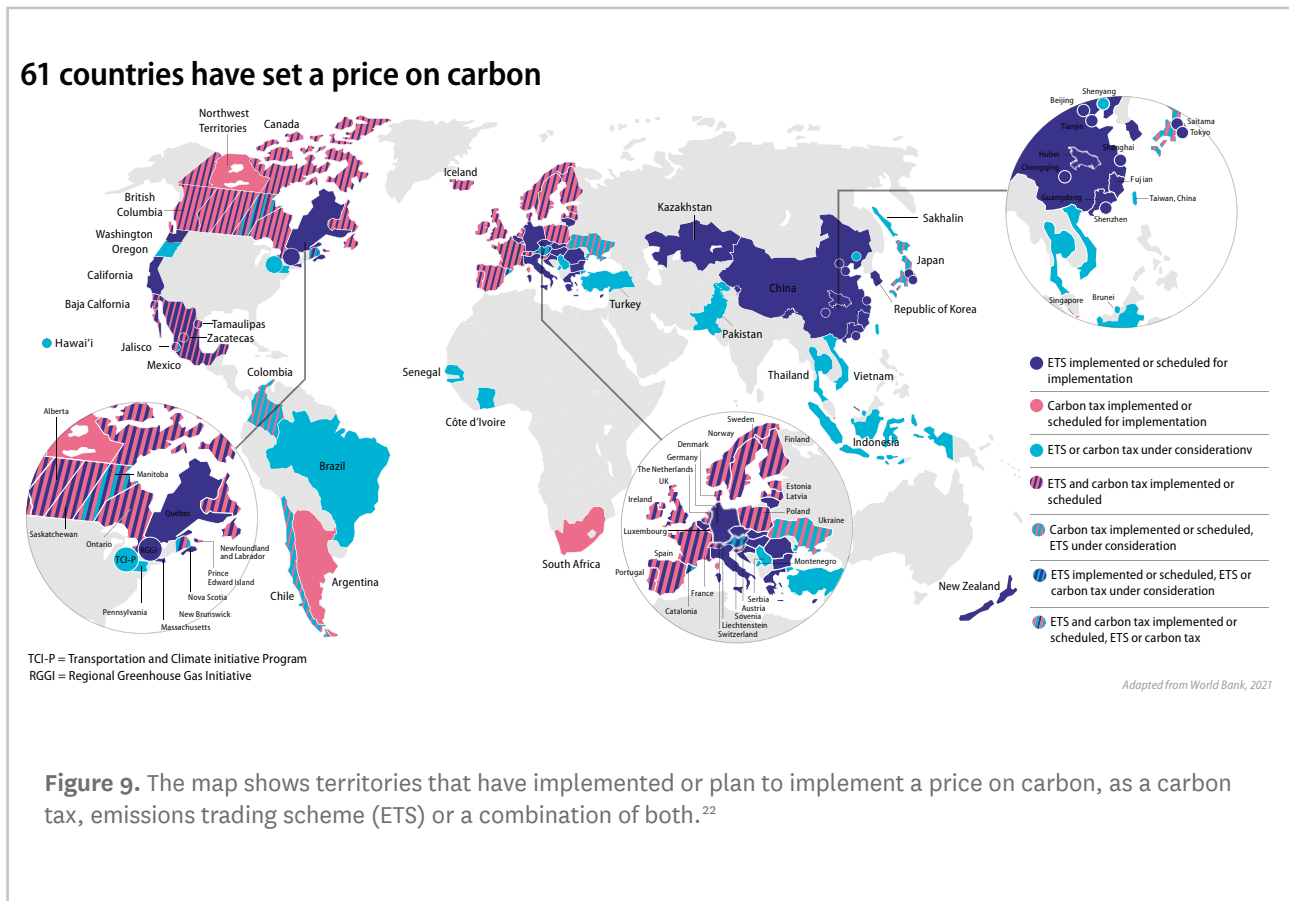 61 countries have set a price on carbon
Northwest
Territories
Canada
British
Columbia
Washington
Oregon
California
Baja Calfornia
Hawai'i
Tamaulipas
Zacatecas
Jalisco
Mexico
Colombia
Iceland
Senegal
Côte d'Ivoire
Brazil
Argentina
Chile
South Africa
Kazakhstan
China
Turkey
Pakistan
Thailand
Vietnam
Indonesia
Sakhalin
Japan
Republic of Korea
New Zealand
Alberta
Manitoba
Québec
Saskatchewan
Ontario
TCI-P
RGGI
Newfoundland
and Labrador
Prince
Edward Island
Nova Scotia
New Brunswick
Massachusetts
Pennsylvania
Sweden
Norway
Finland
Denmark
Germany
The Netherlands
UK
Ireland
Estonia
Latvia
Poland
Ukraine
Luxembourg
Spain
Portugal
Montenegro
France
Catalonia
Serbia
Austria
Sovenia
Liechtenstein
Switzerland
Shenyang
Beijing
Tianjin
Saitama
Tokyo
Hubei
Shanghai
Chongqing
Fujian
Guangdong
Taiwan, China
Shenzhen
Singapore
Brunei
ETS implemented or scheduled for
implementation
Carbon tax implemented or
scheduled for implementation
ETS or carbon tax under considerationv
ETS and carbon tax implemented or
scheduled
Carbon tax implemented or scheduled,
ETS under consideration
ETS implemented or scheduled, ETS or
carbon tax under consideration
ETS and carbon tax implemented or
scheduled, ETS or carbon tax
TCI-P = Transportation and Climate initiative Program
RGGI = Regional Greenhouse Gas Initiative
Adapted from World Bank, 2021
Figure 9. The map shows territories that have implemented or plan to implement a price on carbon, as a carbon
tax, emissions trading scheme (ETS) or a combination of both.²²